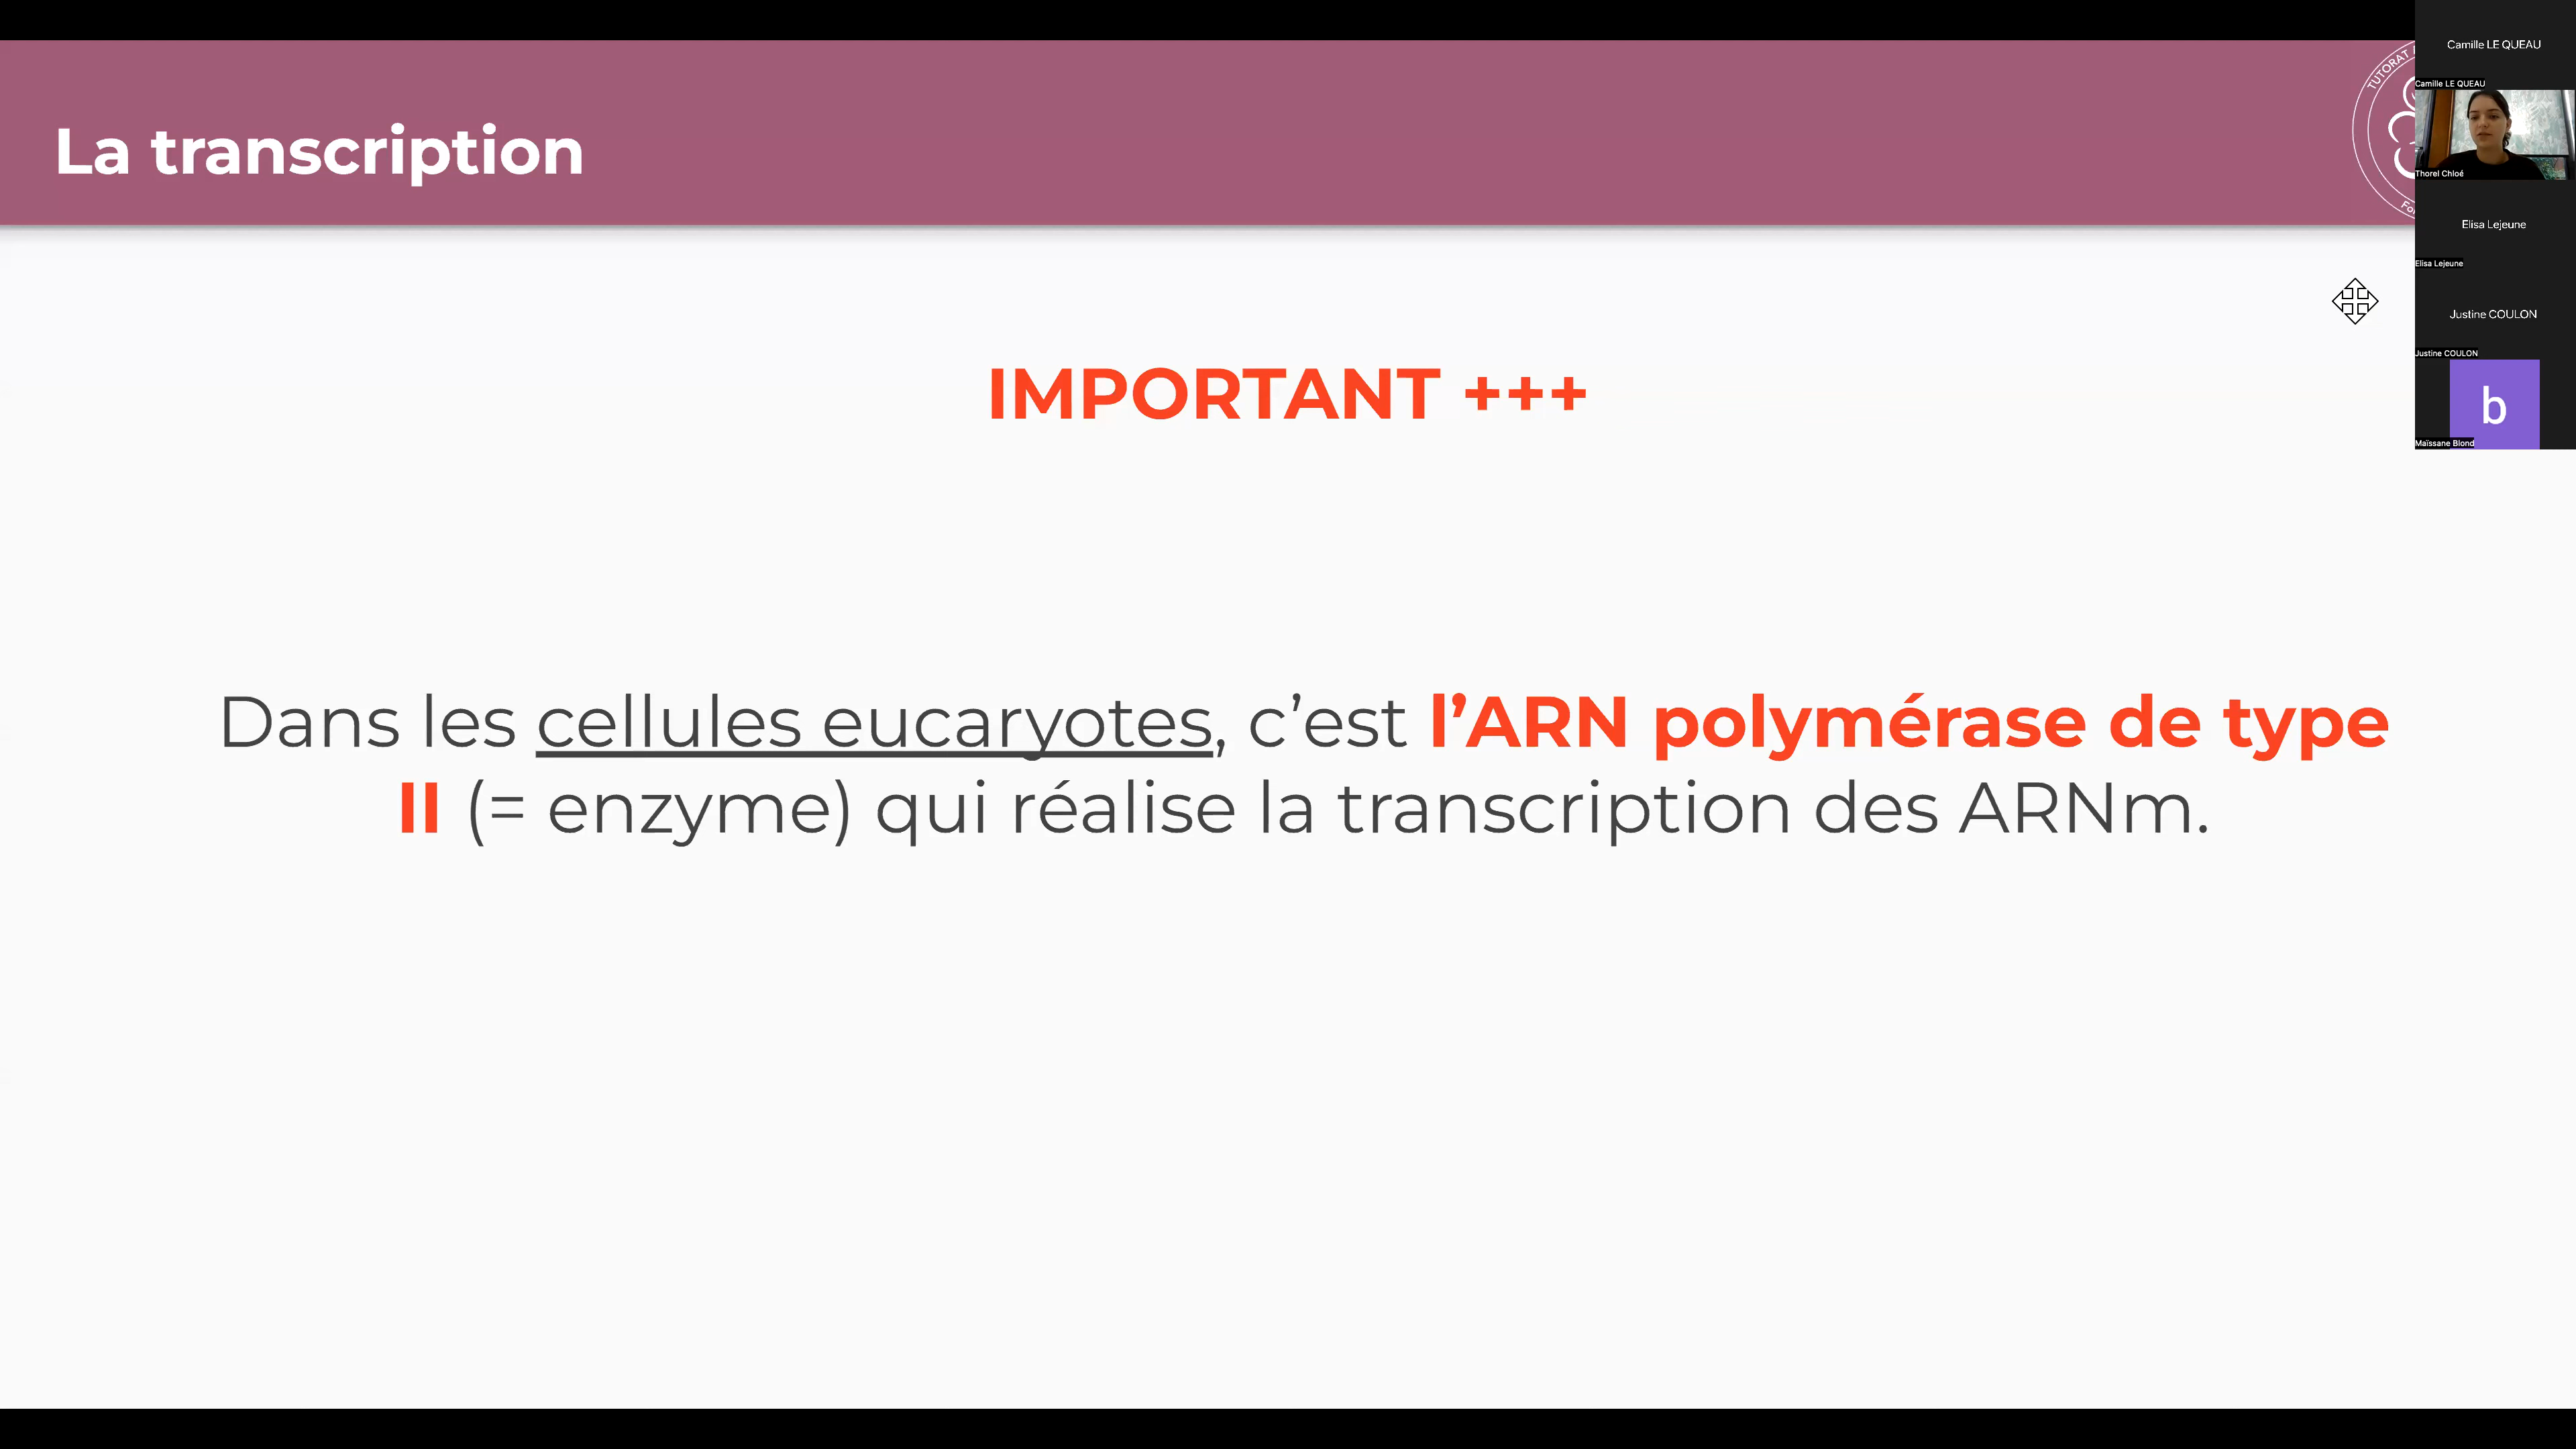 La transcription
TUTORAT
IMPORTANT +++
Dans les cellules eucaryotes, c’est l’ARN polymérase de type
II (= enzyme) qui réalise la transcription des ARNm.
Camille LE QUEAU
Camille LE QUEAU
Thorel Chloé
Elisa Lejeune
Elisa Lejeune
Justine COULON
Justine COULON
b
Maïssane Blond